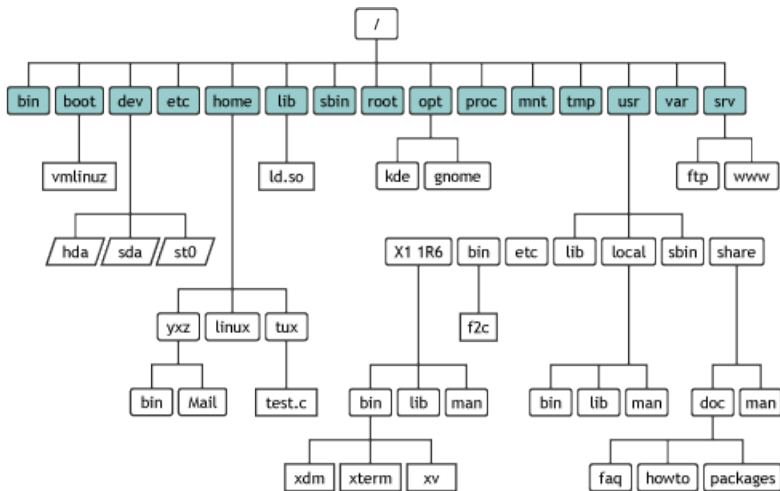 /
bin boot dev etc home lib sbin root opt proc mnt tmp usr var srv
vmlinuz ld.so kde gnome ftp www
hda sda st0 X1 1R6 bin etc lib local sbin share
yxz linux tux f2c
bin Mail test.c bin lib man bin lib man doc man
xdm xterm xv faq howto packages